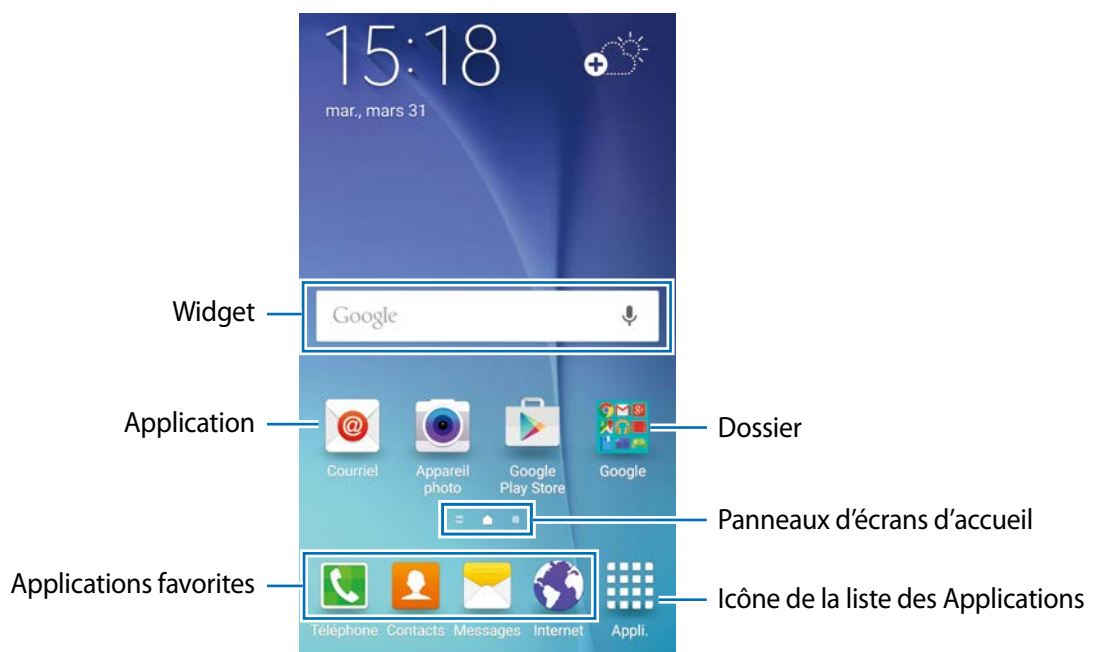 15:18
mar., mars 31
Widget
Google
Application
Dossier
Courriel
Appareil
photo
Google
Play Store
Google
Panneaux d'écrans d'accueil
Applications favorites
Icône de la liste des Applications
Téléphone
Contacts
Messages
Internet
Appli.